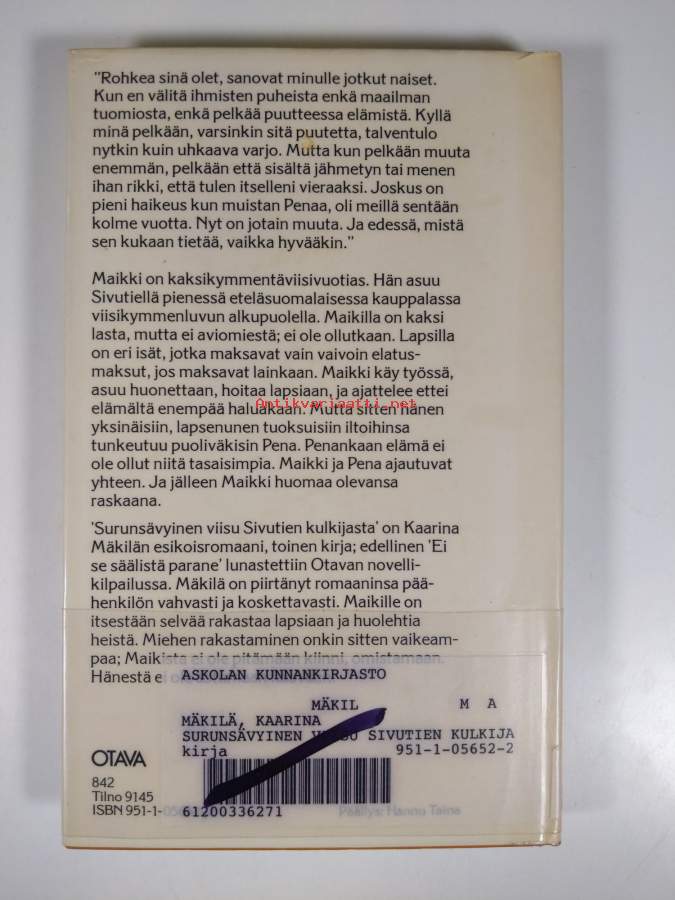 "Rohkea sinä olet, sanovat minulle jotkut naiset.
Kun en välitä ihmisten puheista enkä maailman
tuomiosta, enkä pelkää puutteessa elämistä. Kyllä
minä pelkään, varsinkin sitä puutetta, talventulo
nytkin kuin uhkaava varjo. Mutta kun pelkään muuta
enemmän, pelkään että sisältä jähmetyn tai menen
ihan rikki, että tulen itselleni vieraaksi. Joskus on
pieni haikeus kun muistan Penaa, oli meillä sentään
kolme vuotta. Nyt on jotain muuta. Ja edessä, mistä
sen kukaan tietää, vaikka hyvääkin."
Maikki on kaksikymmentäviisivuotias. Hän asuu
Sivutiellä pienessä eteläsuomalaisessa kauppalassa
viisikymmenluvun alkupuolella. Maikilla on kaksi
lasta, mutta ei aviomiestä; ei ole ollutkaan. Lapsilla
on eri isät, jotka maksavat vain vaivoin elatus-
maksut, jos maksavat lainkaan. Maikki käy työssä,
asuu huonettaan, hoitaa lapsiaan, ja ajattelee ettei
elämältä enempää haluakaan. Mutta sitten hänen
Antikvariaatti.net
yksinäisiin, lapsenunen tuoksuisiin iltoihinsa
tunkeutuu puoliväkisin Pena. Penankaan elämä ei
ole ollut niitä tasaisimpia. Maikki ja Pena ajautuvat
yhteen. Ja jälleen Maikki huomaa olevansa
raskaana.
'Surunsävyinen viisu Sivutien kulkijasta' on Kaarina
Mäkilän esikoisromaani, toinen kirja; edellinen 'Ei
se säälistä parane' lunastettiin Otavan novelli-
kilpailussa. Mäkilä on piirtänyt romaaninsa pää-
henkilön vahvasti ja koskettavasti. Maikille on
itsestään selvää rakastaa lapsiaan ja huolehtia
heistä. Miehen rakastaminen onkin sitten vaikeam-
paa; Maikista ei ole pitämään kiinni, omistamaan.
Hänestä e
ASKOLAN KUNNANKIRJASTO
MÄKIL M A
MÄKILÄ, KAARINA
SURUNSÄVYINEN VIISU SIVUTIEN KULKIJA
kirja 951-1-05652-2
61200336271
OTAVA
842
Tilno 9145
ISBN 951-1-
Päällys: Hannu Taina